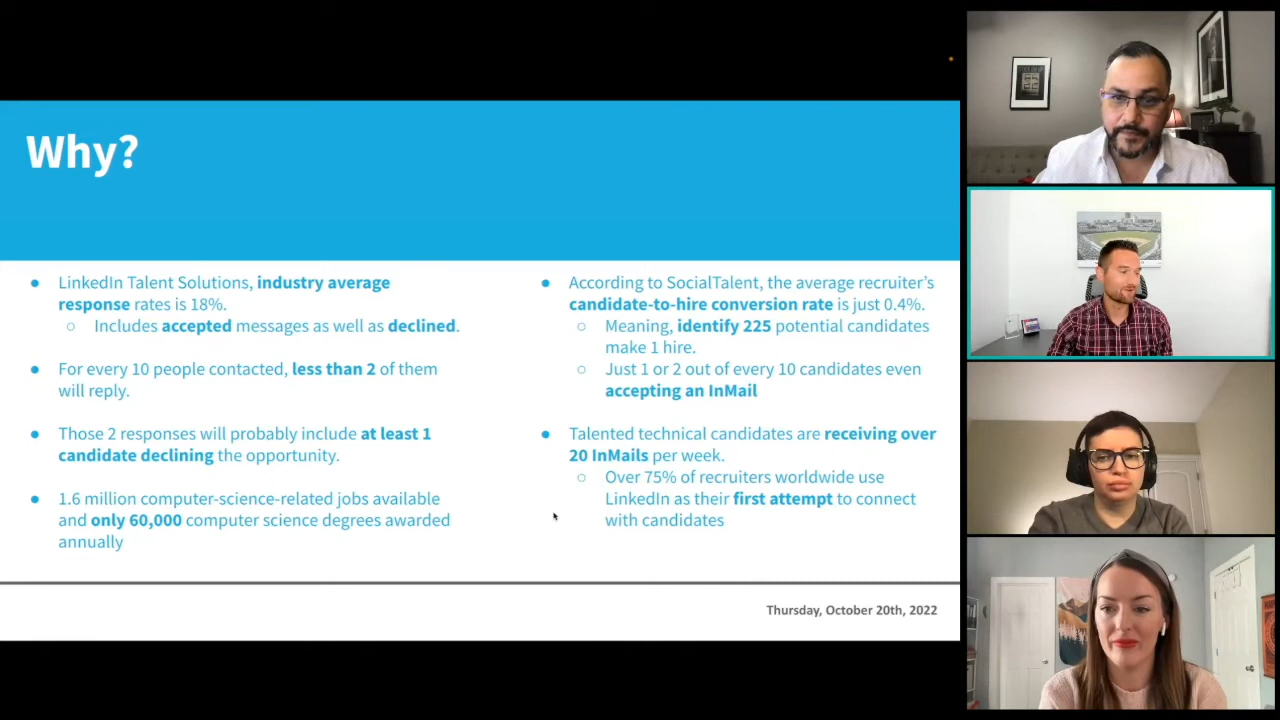 Why?
LinkedIn Talent Solutions, industry average
response rates is 18%.
Includes accepted messages as well as declined.
For every 10 people contacted, less than 2 of them
will reply.
Those 2 responses will probably include at least 1
candidate declining the opportunity.
1.6 million computer-science-related jobs available
and only 60,000 computer science degrees awarded
annually
According to SocialTalent, the average recruiter’s
candidate-to-hire conversion rate is just 0.4%.
Meaning, identify 225 potential candidates
make 1 hire.
Just 1 or 2 out of every 10 candidates even
accepting an InMail
Talented technical candidates are receiving over
20 InMails per week.
Over 75% of recruiters worldwide use
LinkedIn as their first attempt to connect
with candidates
Thursday, October 20th, 2022